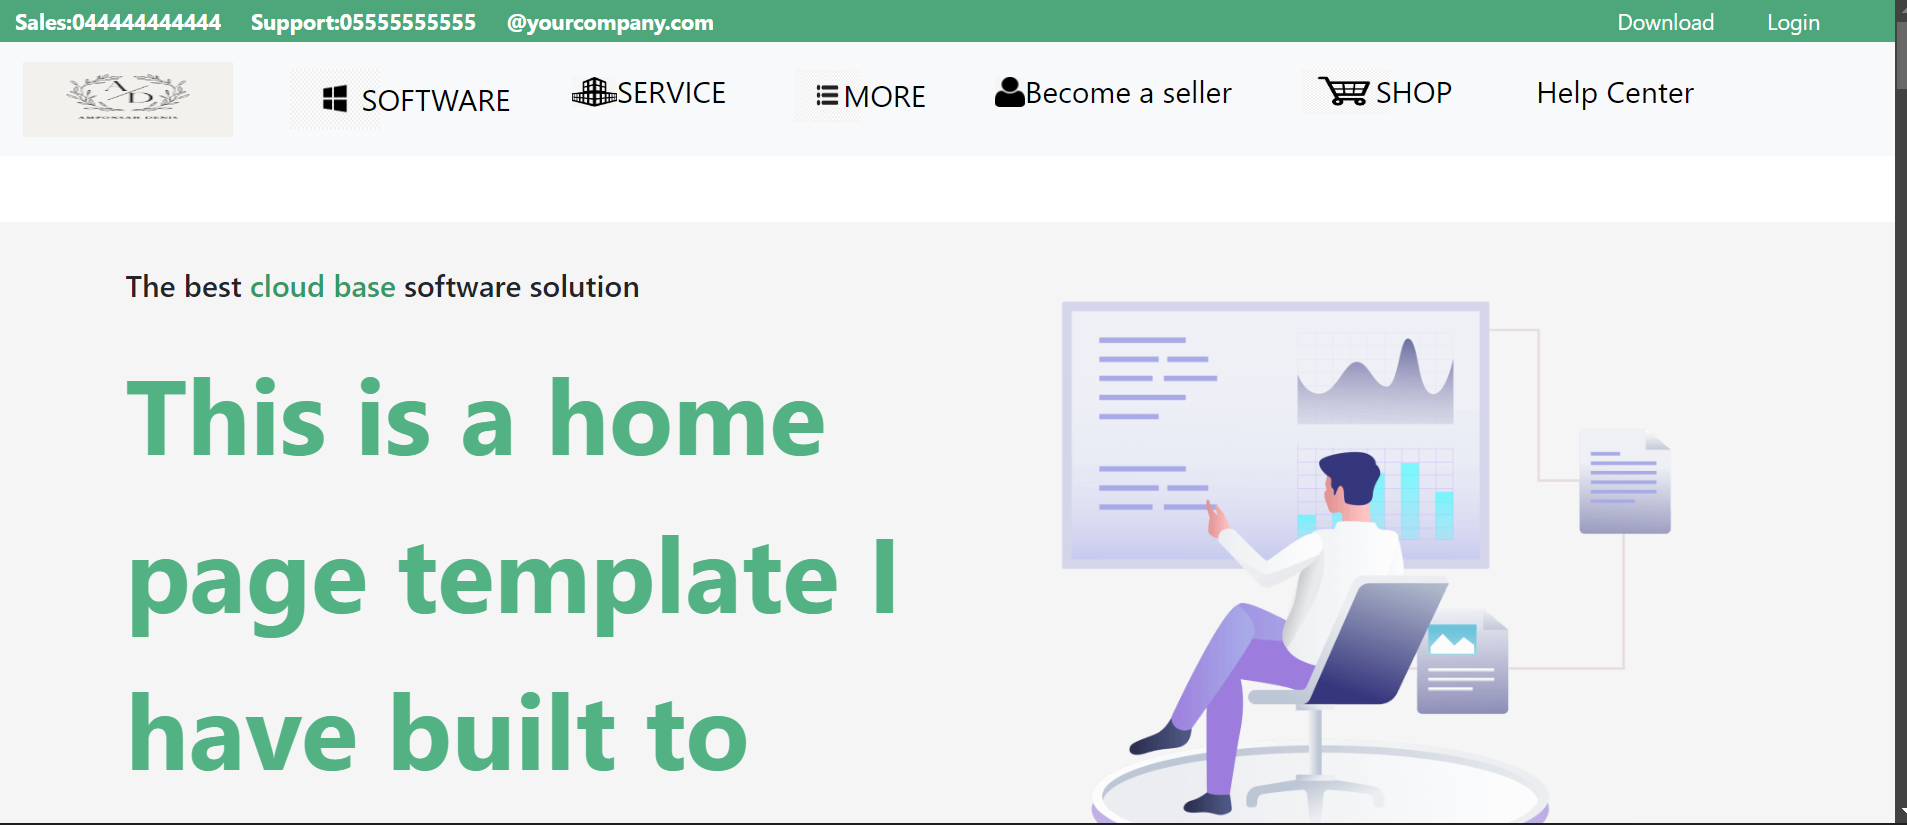 Sales:044444444444 Support:05555555555 @yourcompany.com Download Login
A/D
AMPONSAH DENIS
SOFTWARE SERVICE MORE Become a seller SHOP Help Center
The best cloud base software solution
This is a home
page template I
have built to